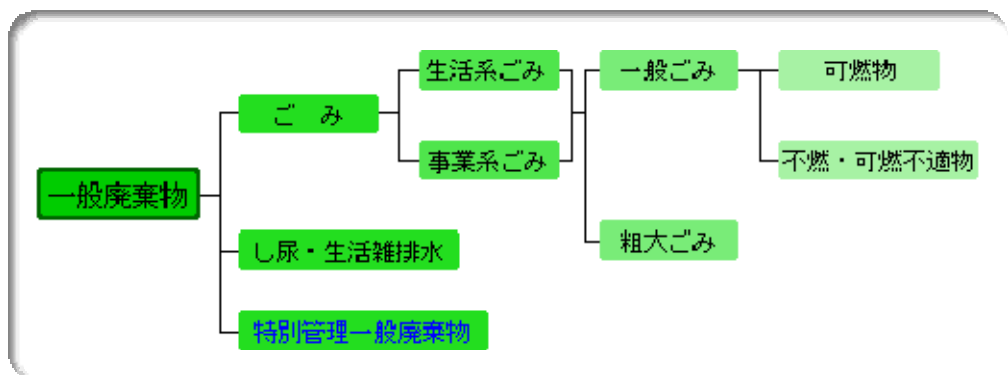 一般廃棄物
ご み
生活系ごみ
事業系ごみ
一般ごみ
可燃物
不燃・可燃不適物
粗大ごみ
し尿・生活雑排水
特別管理一般廃棄物